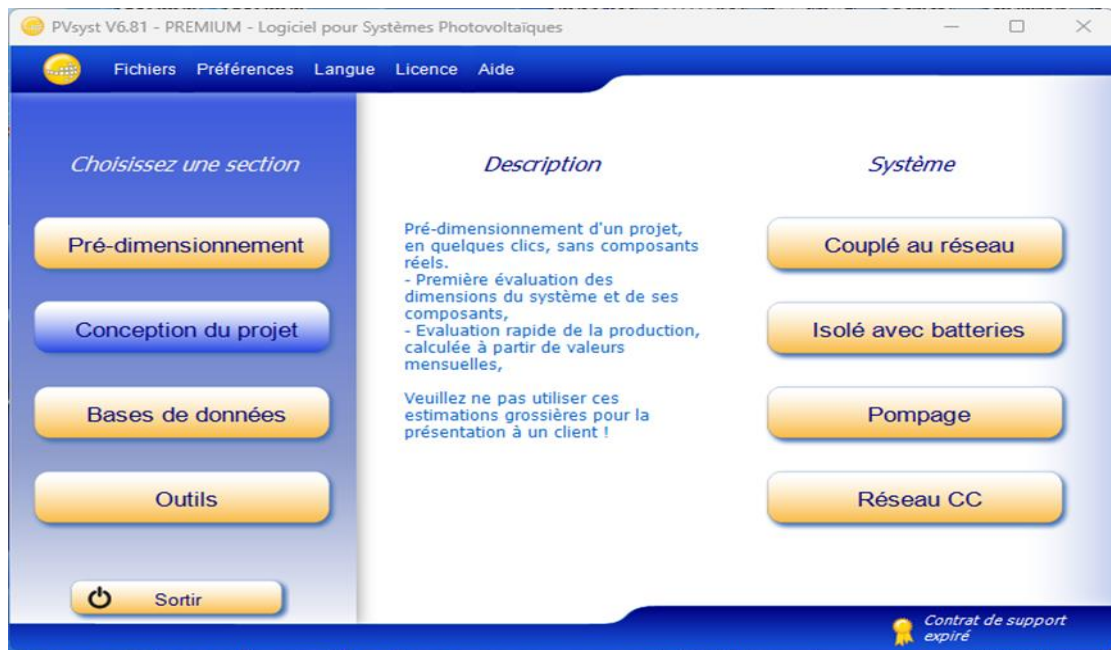 PVsyst V6.81 - PREMIUM - Logiciel pour Systèmes Photovoltaïques
Fichiers Préférences Langue Licence Aide
Choisissez une section
Pré-dimensionnement
Conception du projet
Bases de données
Outils
Sortir
Description
Pré-dimensionnement d'un projet,
en quelques clics, sans composants
réels.
- Première évaluation des
dimensions du système et de ses
composants,
- Evaluation rapide de la production,
calculée à partir de valeurs
mensuelles,
Veuillez ne pas utiliser ces
estimations grossières pour la
présentation à un client !
Système
Couplé au réseau
Isolé avec batteries
Pompage
Réseau CC
Contrat de support
expiré